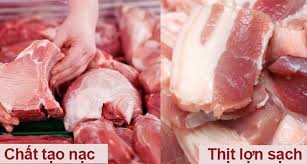 Chất tạo nạc
Thịt lợn sạch